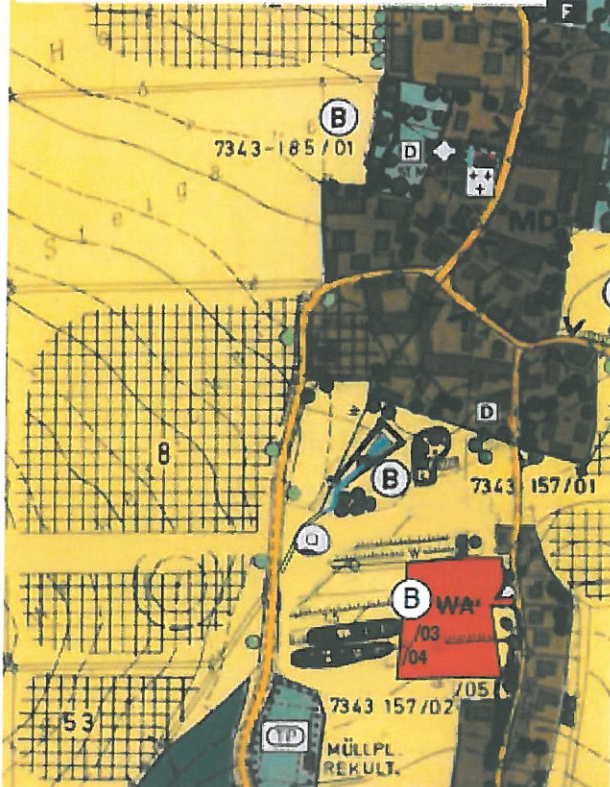 F
B
7343-185/01
D
MD
8
D
B
7343 157/01
Q
B WA
/03
/04
/05
7343 157/02
53
TP
MÜLLPL.
REKULT.